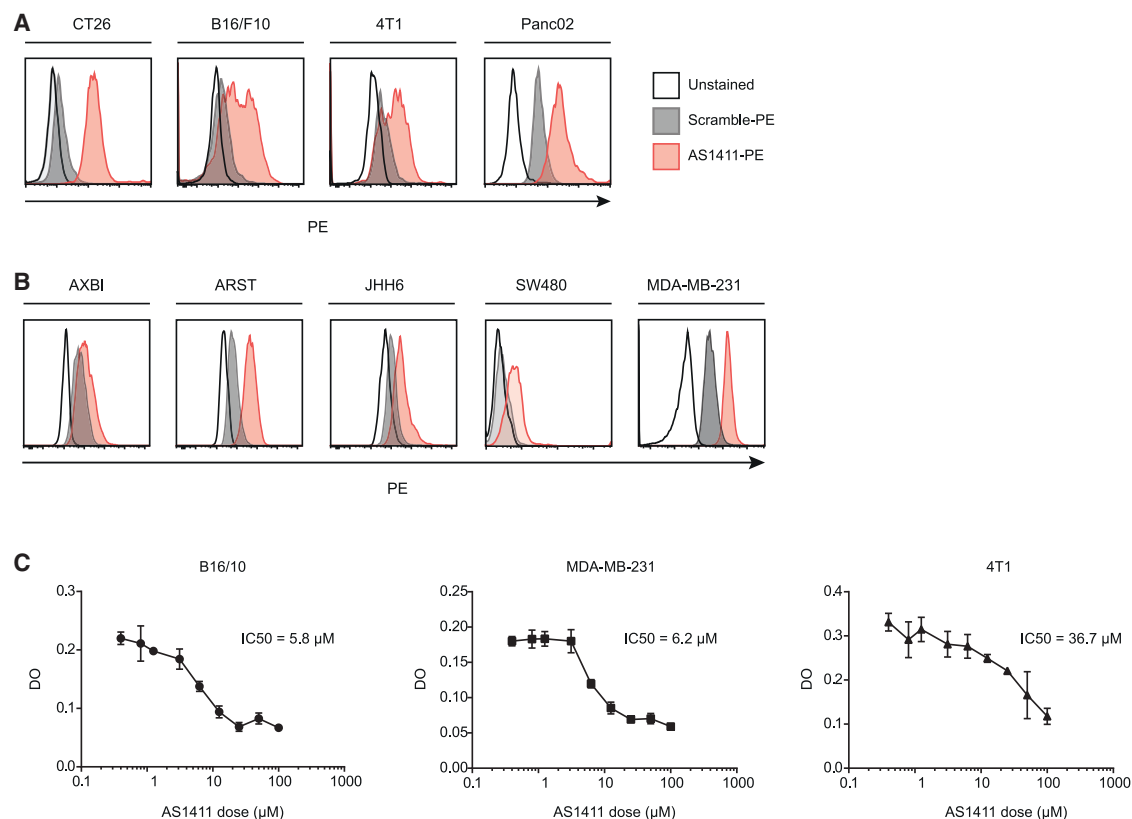 A
CT26 B16/F10 4T1 Panc02
Unstained
Scramble-PE
AS1411-PE
PE
B
AXBI ARST JHH6 SW480 MDA-MB-231
PE
C
B16/10 MDA-MB-231 4T1
0.3
0.2
0.1
0.0
DO
IC50 = 5.8 µM
0.1 1 10 100 1000
AS1411 dose (µM)
0.25
0.20
0.15
0.10
0.05
0.00
DO
IC50 = 6.2 µM
0.1 1 10 100 1000
AS1411 dose (µM)
0.4
0.3
0.2
0.1
0.0
DO
IC50 = 36.7 µM
0.1 1 10 100 1000
AS1411 dose (µM)